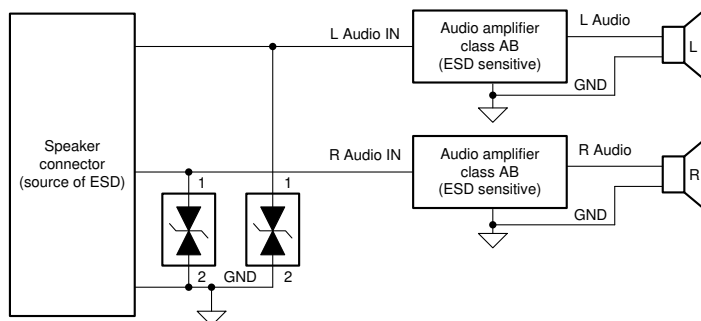 L Audio IN
Audio amplifier
class AB
(ESD sensitive)
L Audio
L
GND
Speaker
connector
(source of ESD)
R Audio IN
Audio amplifier
class AB
(ESD sensitive)
R Audio
R
GND
1
1
2
GND
2